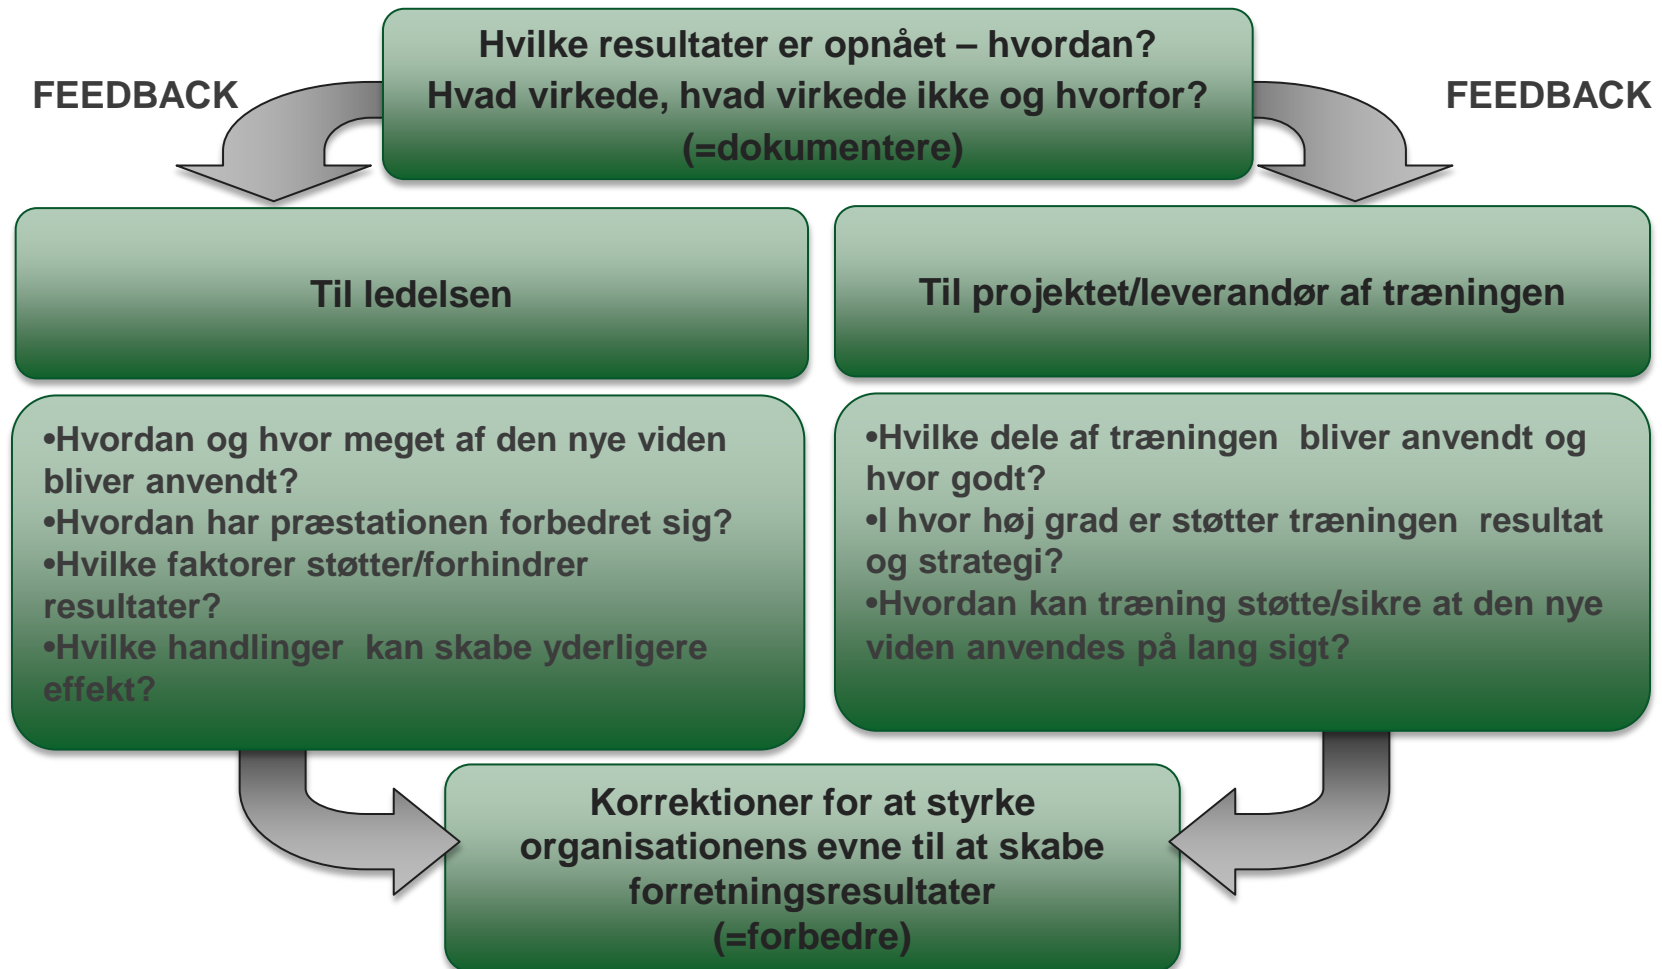 Hvilke resultater er opnået – hvordan?
Hvad virkede, hvad virkede ikke og hvorfor?
(=dokumentere)
FEEDBACK
FEEDBACK
Til ledelsen
Til projektet/leverandør af træningen
•Hvordan og hvor meget af den nye viden
bliver anvendt?
•Hvordan har præstationen forbedret sig?
•Hvilke faktorer støtter/forhindrer
resultater?
•Hvilke handlinger kan skabe yderligere
effekt?
•Hvilke dele af træningen bliver anvendt og
hvor godt?
•I hvor høj grad er støtter træningen resultat
og strategi?
•Hvordan kan træning støtte/sikre at den nye
viden anvendes på lang sigt?
Korrektioner for at styrke
organisationens evne til at skabe
forretningsresultater
(=forbedre)